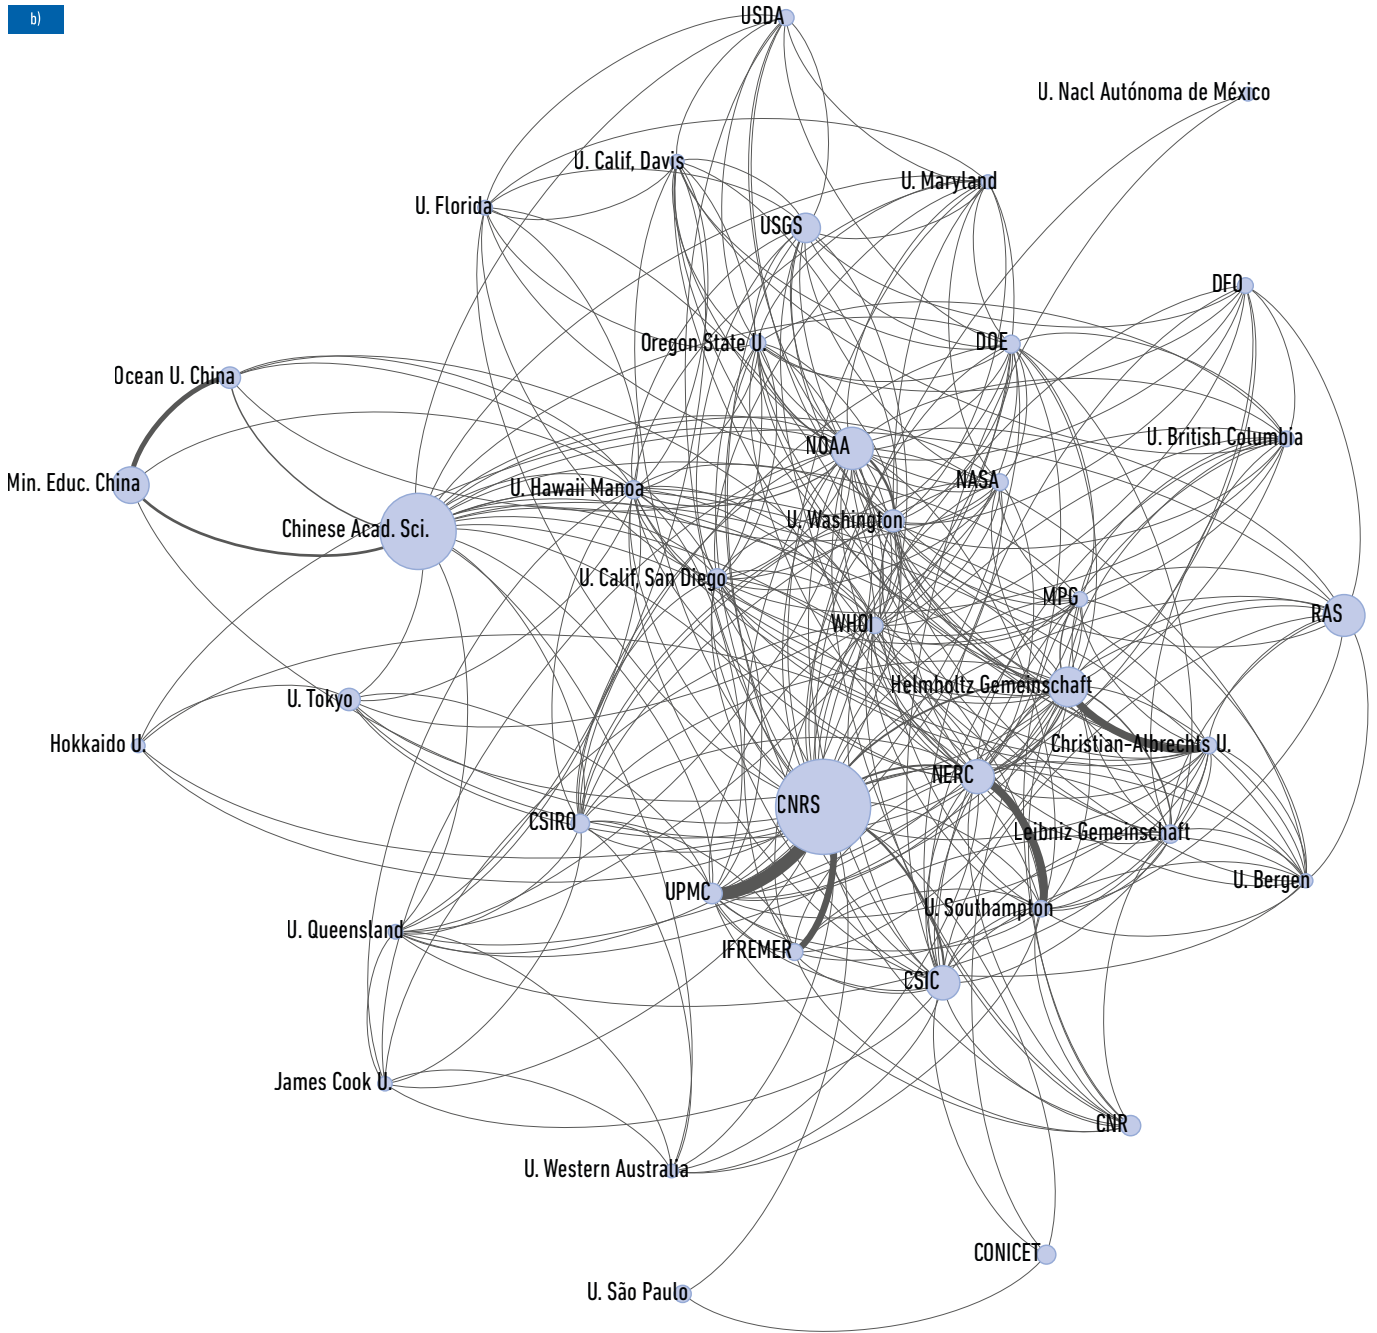 b)
USDA
U. Nacl Autónoma de México
U. Calif, Davis
U. Maryland
U. Florida
USGS
DFO
Oregon State U.
DOE
Ocean U. China
NOAA
U. British Columbia
Min. Educ. China
U. Hawaii Manoa
NASA
Chinese Acad. Sci.
U. Washington
U. Calif, San Diego
MPG
WHOI
RAS
Helmholtz Gemeinschaft
U. Tokyo
Hokkaido U.
Christian-Albrechts U.
NERC
CNRS
CSIRO
Leibniz Gemeinschaft
UPMC
U. Bergen
U. Southampton
U. Queensland
IFREMER
CSIC
James Cook U.
CNR
U. Western Australia
CONICET
U. São Paulo